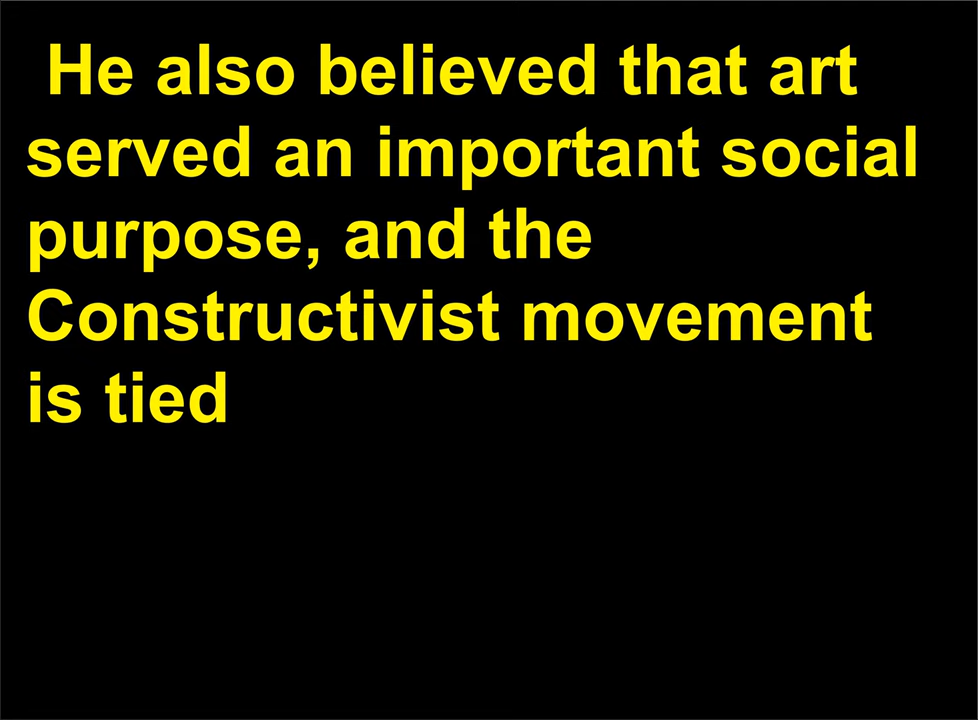 He also believed that art
served an important social
purpose, and the
Constructivist movement
is tied